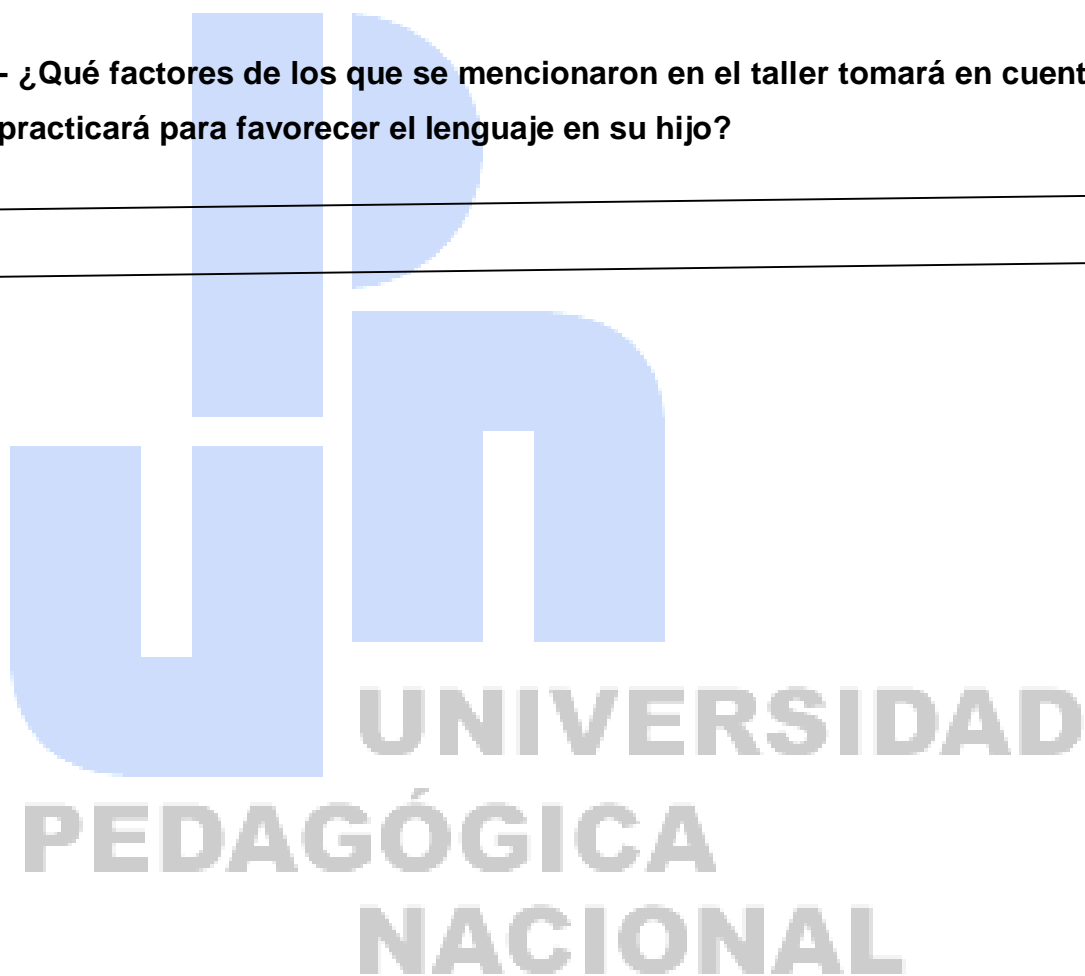 - ¿Qué factores de los que se mencionaron en el taller tomará en cuent
practicará para favorecer el lenguaje en su hijo?
upn
UNIVERSIDAD
PEDAGÓGICA
NACIONAL